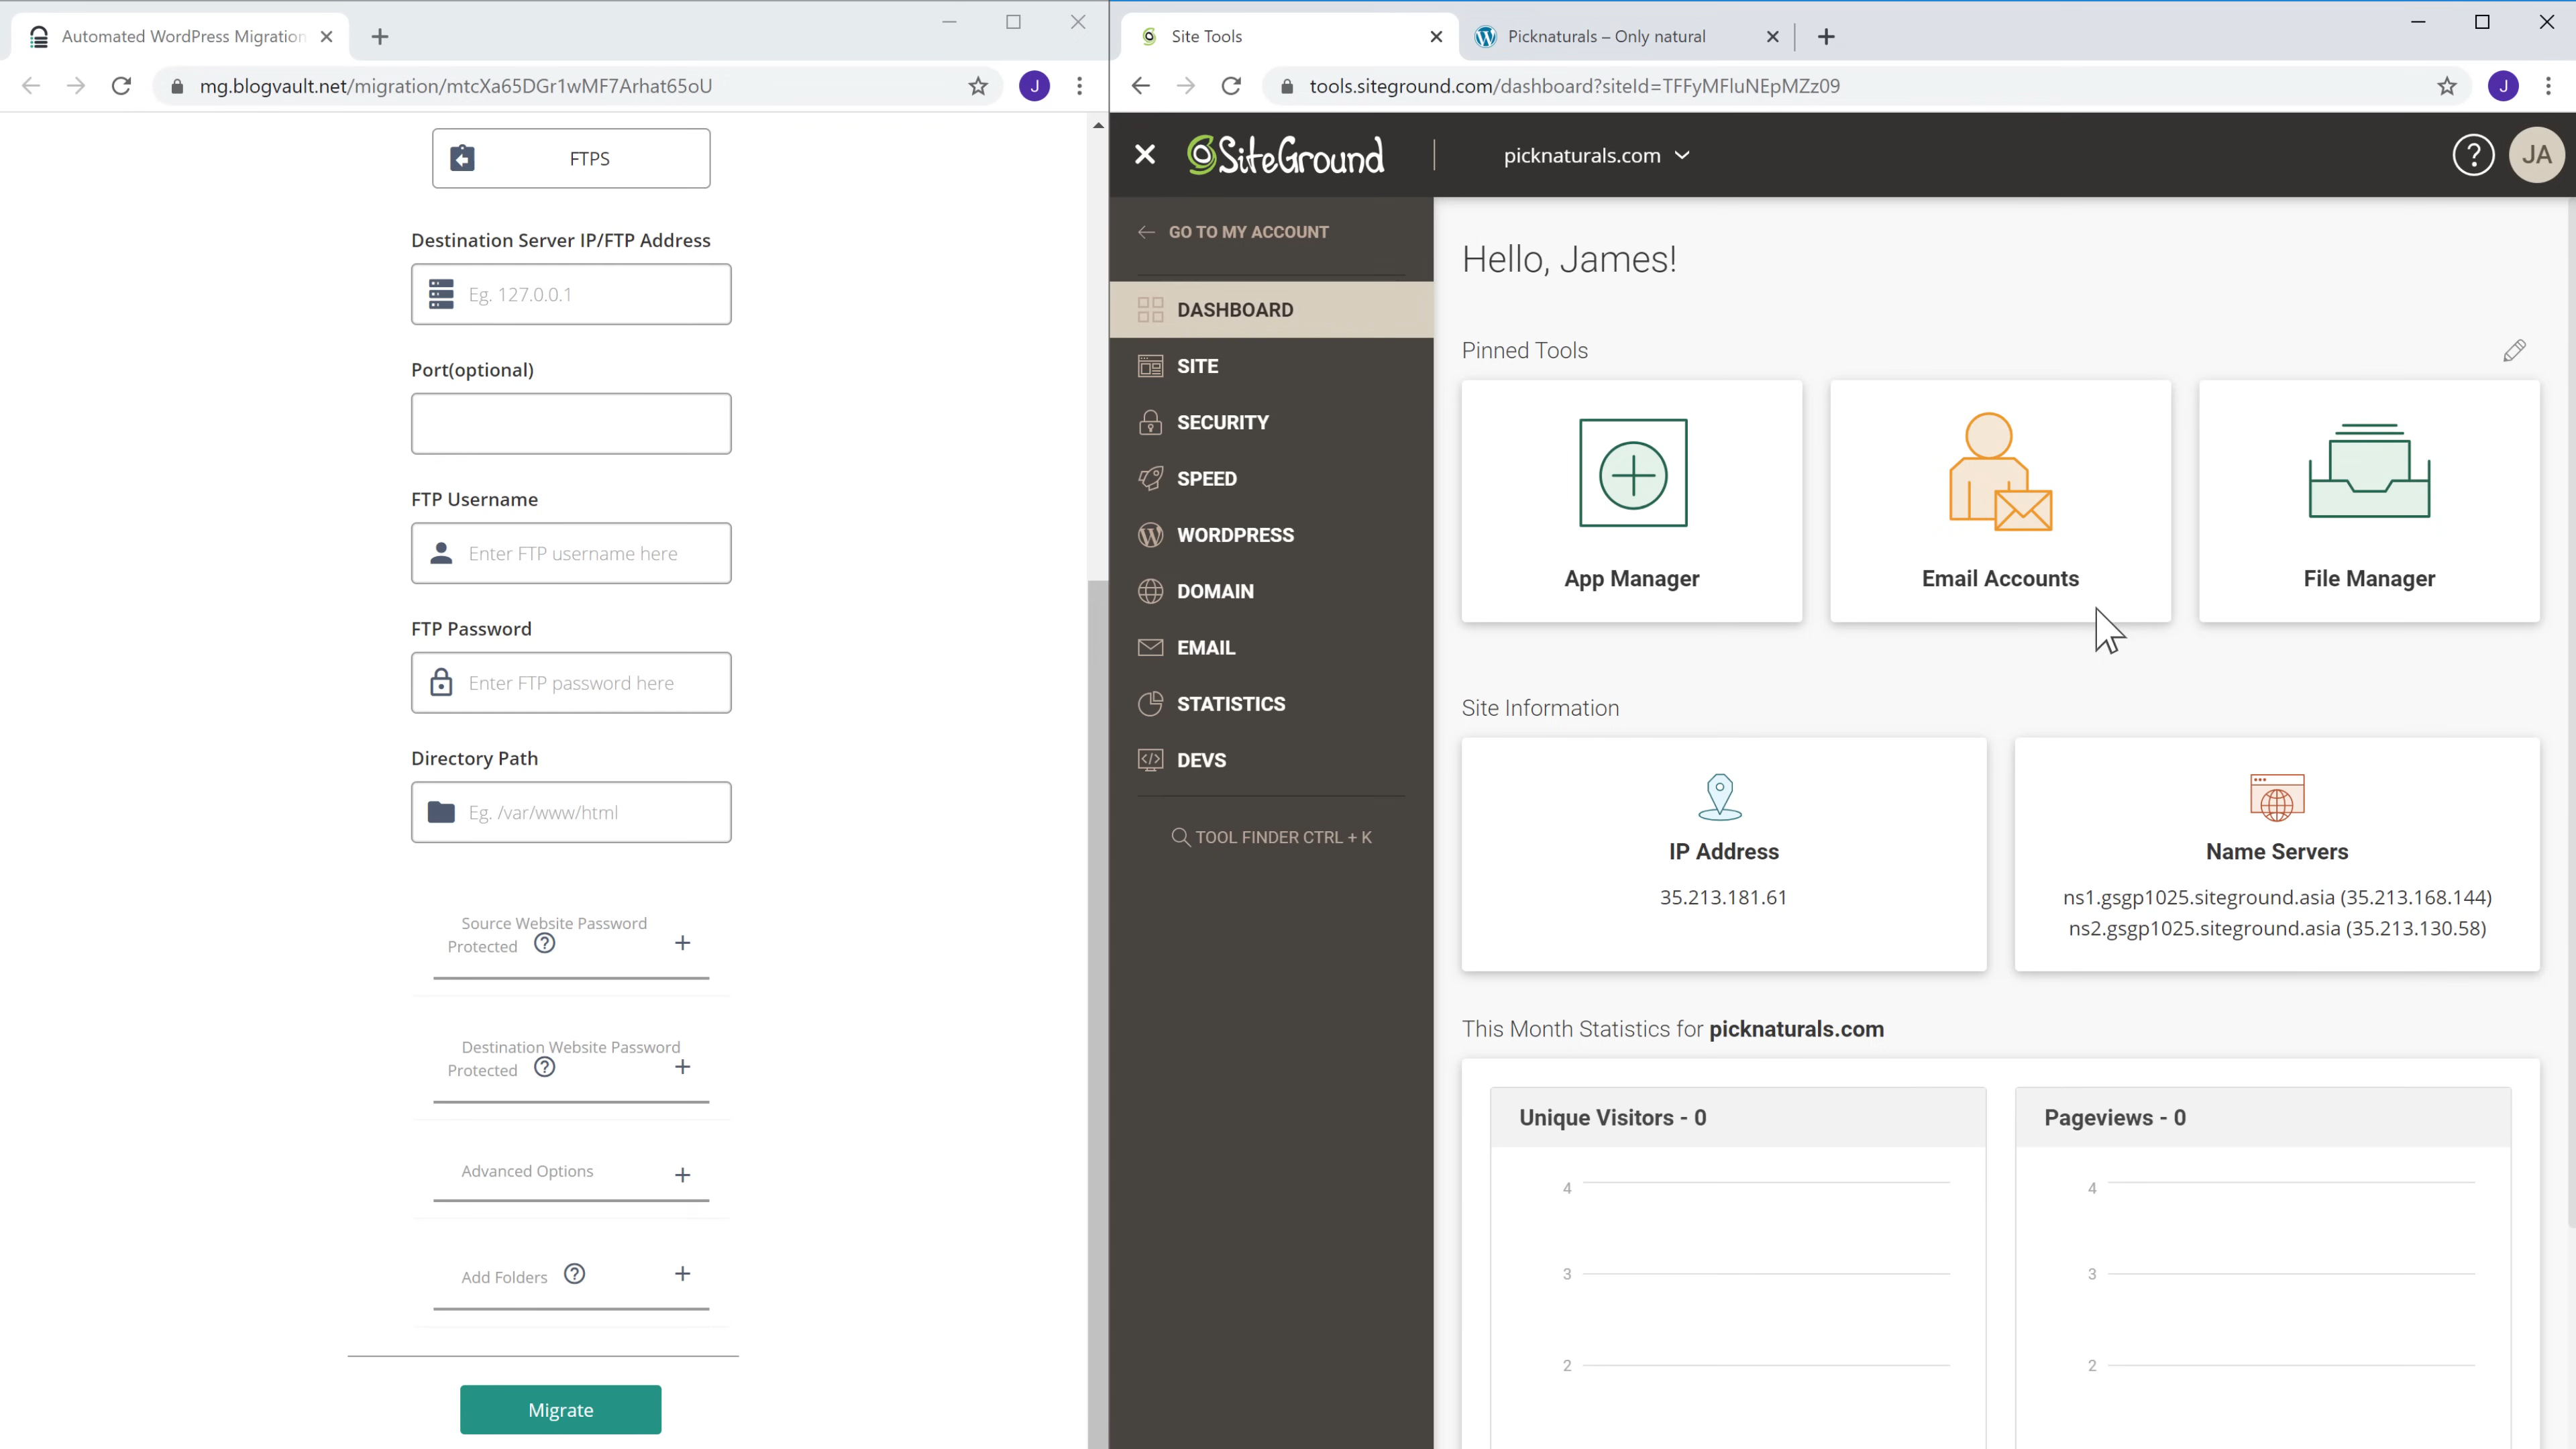 Automated WordPress Migration
mg.blogvault.net/migration/mtcXa65DGr1wMF7Arhat65oU
J
FTPS
Destination Server IP/FTP Address
Eg. 127.0.0.1
Port(optional)
FTP Username
Enter FTP username here
FTP Password
Enter FTP password here
Directory Path
Eg. /var/www/html
Source Website Password
Protected
Destination Website Password
Protected
Advanced Options
Add Folders
Migrate
Site Tools
Picknaturals – Only natural
tools.siteground.com/dashboard?siteId=TFFyMFluNEpMZz09
J
SiteGround
picknaturals.com
JA
GO TO MY ACCOUNT
DASHBOARD
SITE
SECURITY
SPEED
WORDPRESS
DOMAIN
EMAIL
STATISTICS
DEVS
TOOL FINDER CTRL + K
Hello, James!
Pinned Tools
App Manager
Email Accounts
File Manager
Site Information
IP Address
35.213.181.61
Name Servers
ns1.gsgp1025.siteground.asia (35.213.168.144)
ns2.gsgp1025.siteground.asia (35.213.130.58)
This Month Statistics for picknaturals.com
Unique Visitors - 0
4
3
2
Pageviews - 0
4
3
2